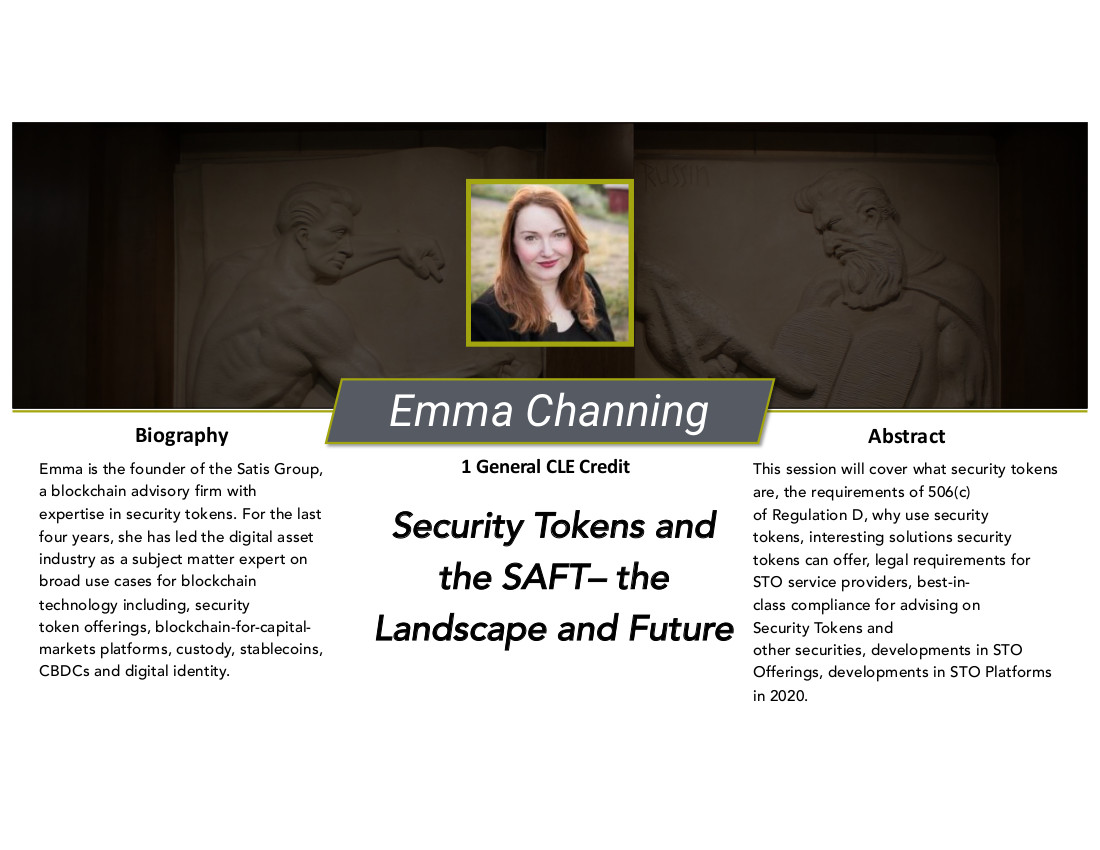 RUSSIN
Emma Channing
Biography
Emma is the founder of the Satis Group,
a blockchain advisory firm with
expertise in security tokens. For the last
four years, she has led the digital asset
industry as a subject matter expert on
broad use cases for blockchain
technology including, security
token offerings, blockchain-for-capital-
markets platforms, custody, stablecoins,
CBDCs and digital identity.
1 General CLE Credit
Security Tokens and
the SAFT– the
Landscape and Future
Abstract
This session will cover what security tokens
are, the requirements of 506(c)
of Regulation D, why use security
tokens, interesting solutions security
tokens can offer, legal requirements for
STO service providers, best-in-
class compliance for advising on
Security Tokens and
other securities, developments in STO
Offerings, developments in STO Platforms
in 2020.